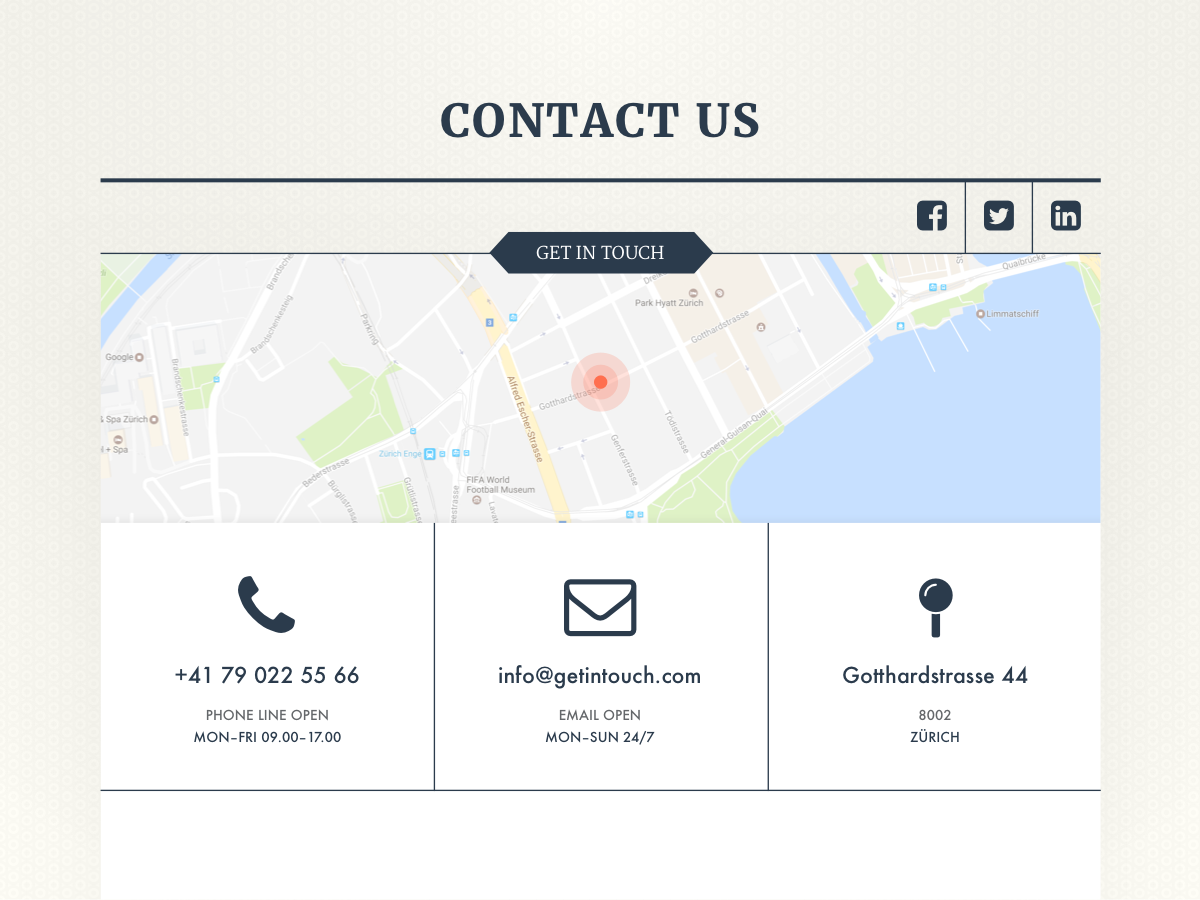 CONTACT US
GET IN TOUCH
Quaibrücke
Park Hyatt Zürich
Limmatschiff
Brandschenkesteg
Parkring
Gotthardstrasse
Google
Brandschenkestrasse
Alfred Escher-Strasse
Gotthardstrasse
& Spa Zürich
Tödistrasse
General-Guisan-Quai
l + Spa
Zürich Enge
Genferstrasse
Bederstrasse
FIFA World
Football Museum
Bürglistrasse
Grütlistrasse
+41 79 022 55 66
info@getintouch.com
Gotthardstrasse 44
PHONE LINE OPEN
EMAIL OPEN
8002
MON–FRI 09.00–17.00
MON–SUN 24/7
ZÜRICH